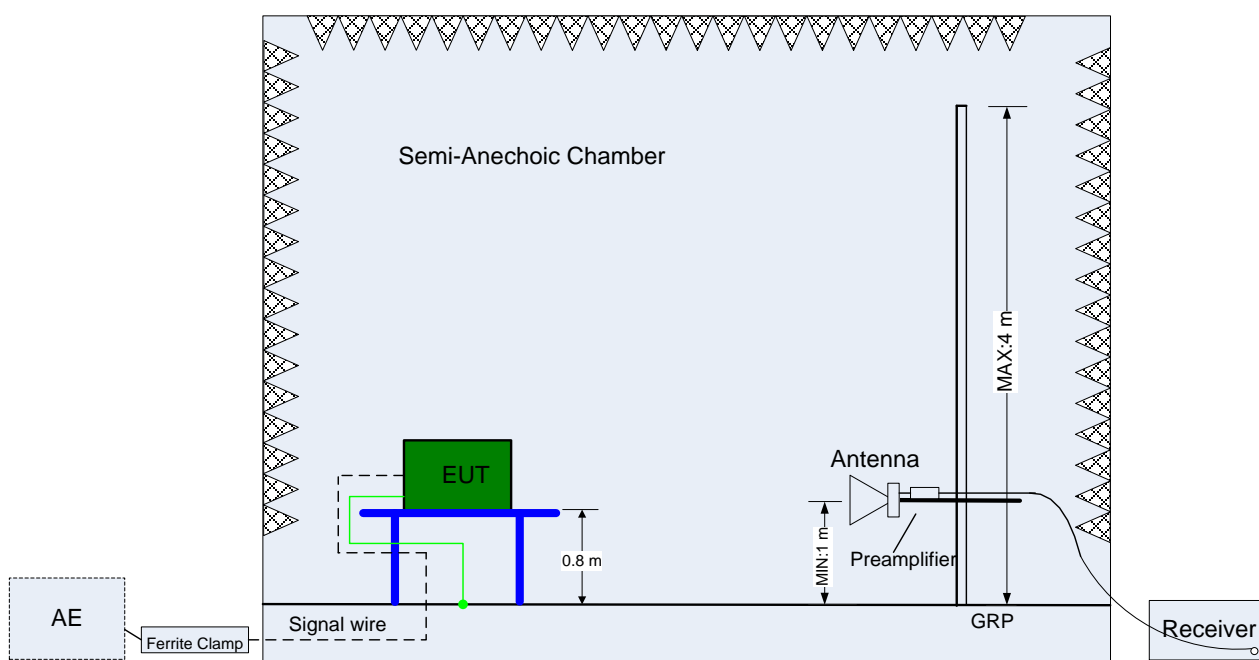 Semi-Anechoic Chamber
MAX:4 m
EUT
Antenna
0.8 m
MIN:1 m
Preamplifier
AE
Ferrite Clamp
Signal wire
GRP
Receiver